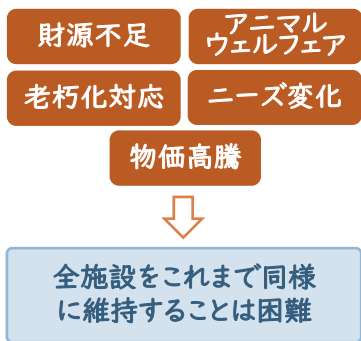 財源不足
アニマル
ウェルフェア
老朽化対応
ニーズ変化
物価高騰
全施設をこれまで同様
に維持することは困難